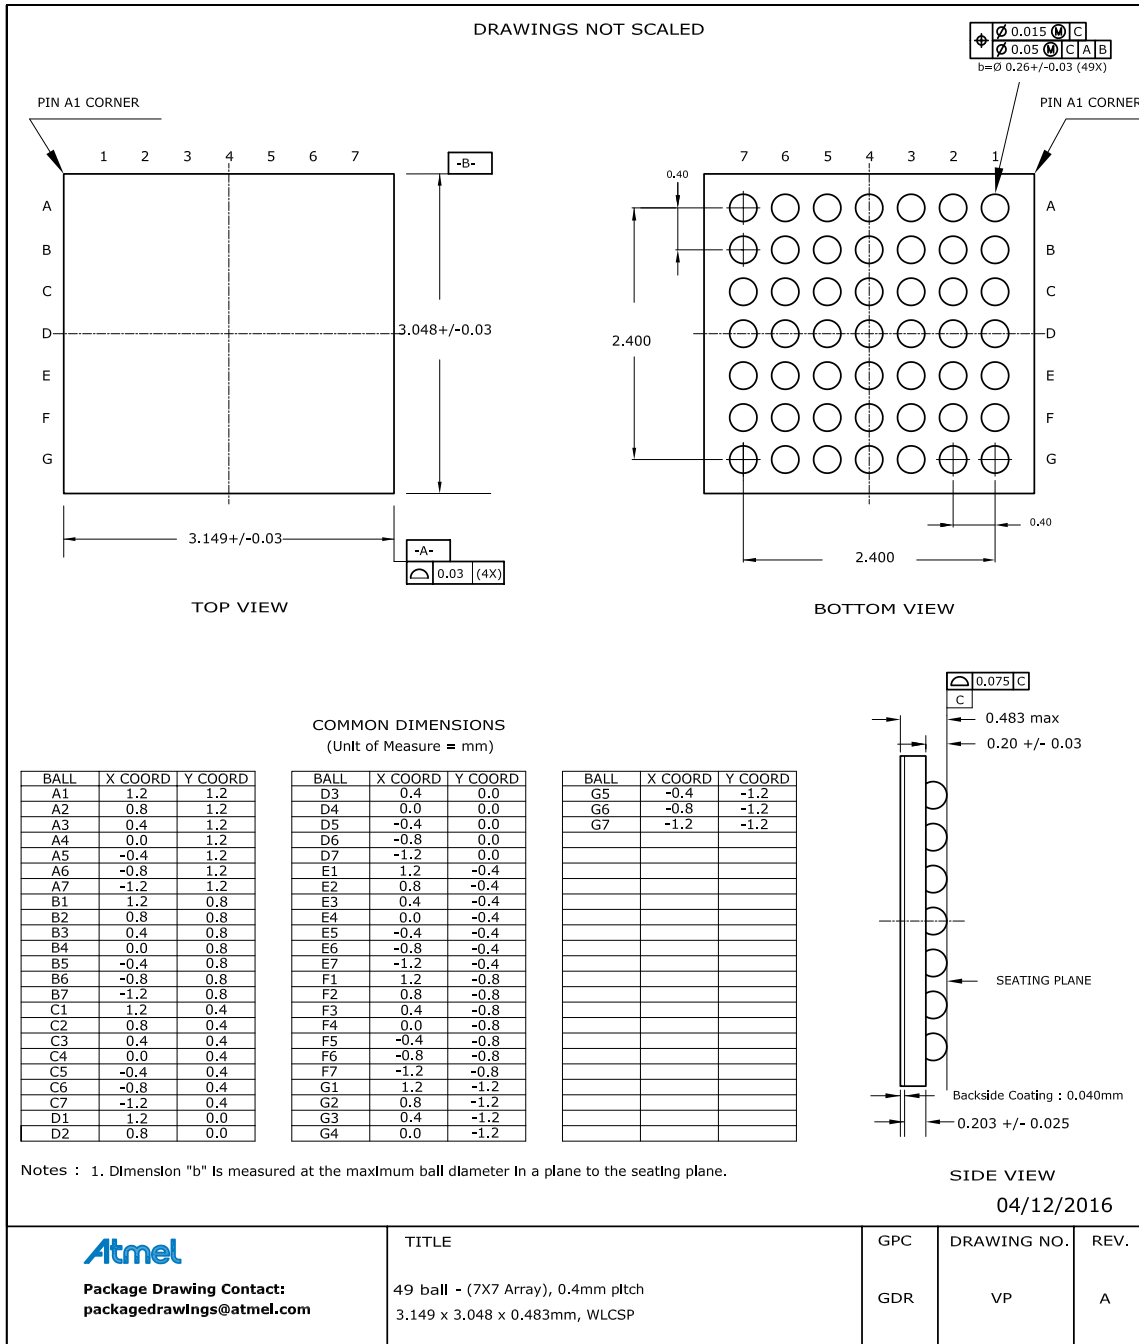 DRAWINGS NOT SCALED
Ø 0.015 Ⓜ C
Ø 0.05 Ⓜ C A B
b=Ø 0.26+/-0.03 (49X)
PIN A1 CORNER
PIN A1 CORNER
1 2 3 4 5 6 7
-B-
A
B
C
D
E
F
G
3.048+/-0.03
3.149+/-0.03
-A-
0.03 (4X)
TOP VIEW
7 6 5 4 3 2 1
0.40
A
B
C
D
E
F
G
2.400
0.40
2.400
BOTTOM VIEW
0.075 C
C
0.483 max
0.20 +/- 0.03
SEATING PLANE
Backside Coating : 0.040mm
0.203 +/- 0.025
SIDE VIEW
COMMON DIMENSIONS
(Unit of Measure = mm)
BALL X COORD Y COORD
A1 1.2 1.2
A2 0.8 1.2
A3 0.4 1.2
A4 0.0 1.2
A5 -0.4 1.2
A6 -0.8 1.2
A7 -1.2 1.2
B1 1.2 0.8
B2 0.8 0.8
B3 0.4 0.8
B4 0.0 0.8
B5 -0.4 0.8
B6 -0.8 0.8
B7 -1.2 0.8
C1 1.2 0.4
C2 0.8 0.4
C3 0.4 0.4
C4 0.0 0.4
C5 -0.4 0.4
C6 -0.8 0.4
C7 -1.2 0.4
D1 1.2 0.0
D2 0.8 0.0
BALL X COORD Y COORD
D3 0.4 0.0
D4 0.0 0.0
D5 -0.4 0.0
D6 -0.8 0.0
D7 -1.2 0.0
E1 1.2 -0.4
E2 0.8 -0.4
E3 0.4 -0.4
E4 0.0 -0.4
E5 -0.4 -0.4
E6 -0.8 -0.4
E7 -1.2 -0.4
F1 1.2 -0.8
F2 0.8 -0.8
F3 0.4 -0.8
F4 0.0 -0.8
F5 -0.4 -0.8
F6 -0.8 -0.8
F7 -1.2 -0.8
G1 1.2 -1.2
G2 0.8 -1.2
G3 0.4 -1.2
G4 0.0 -1.2
BALL X COORD Y COORD
G5 -0.4 -1.2
G6 -0.8 -1.2
G7 -1.2 -1.2
Notes : 1. Dimension "b" is measured at the maximum ball diameter in a plane to the seating plane.
04/12/2016
Atmel
Package Drawing Contact:
packagedrawings@atmel.com
TITLE
49 ball - (7X7 Array), 0.4mm pitch
3.149 x 3.048 x 0.483mm, WLCSP
GPC
GDR
DRAWING NO.
VP
REV.
A